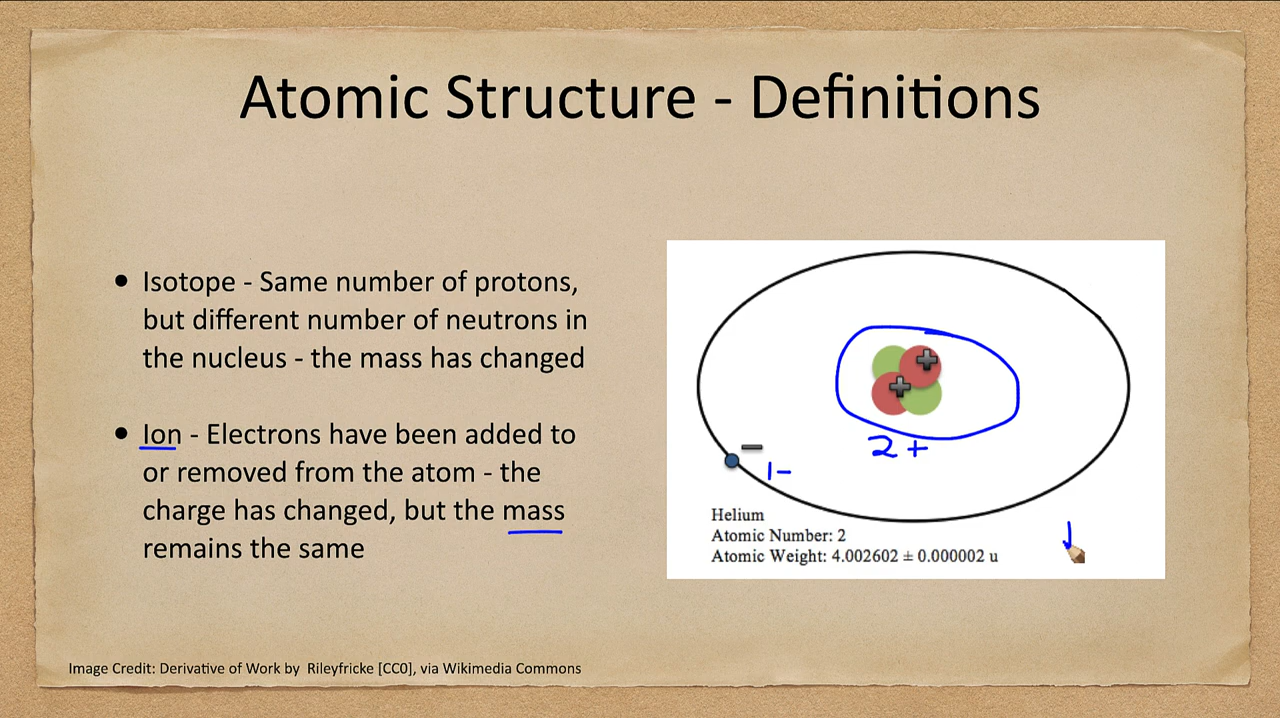 Atomic Structure - Definitions
• Isotope - Same number of protons,
but different number of neutrons in
the nucleus - the mass has changed
• Ion - Electrons have been added to
or removed from the atom - the
charge has changed, but the mass
remains the same
2+
1-
Helium
Atomic Number: 2
Atomic Weight: 4.002602 ± 0.000002 u
Image Credit: Derivative of Work by Rileyfricke [CC0], via Wikimedia Commons